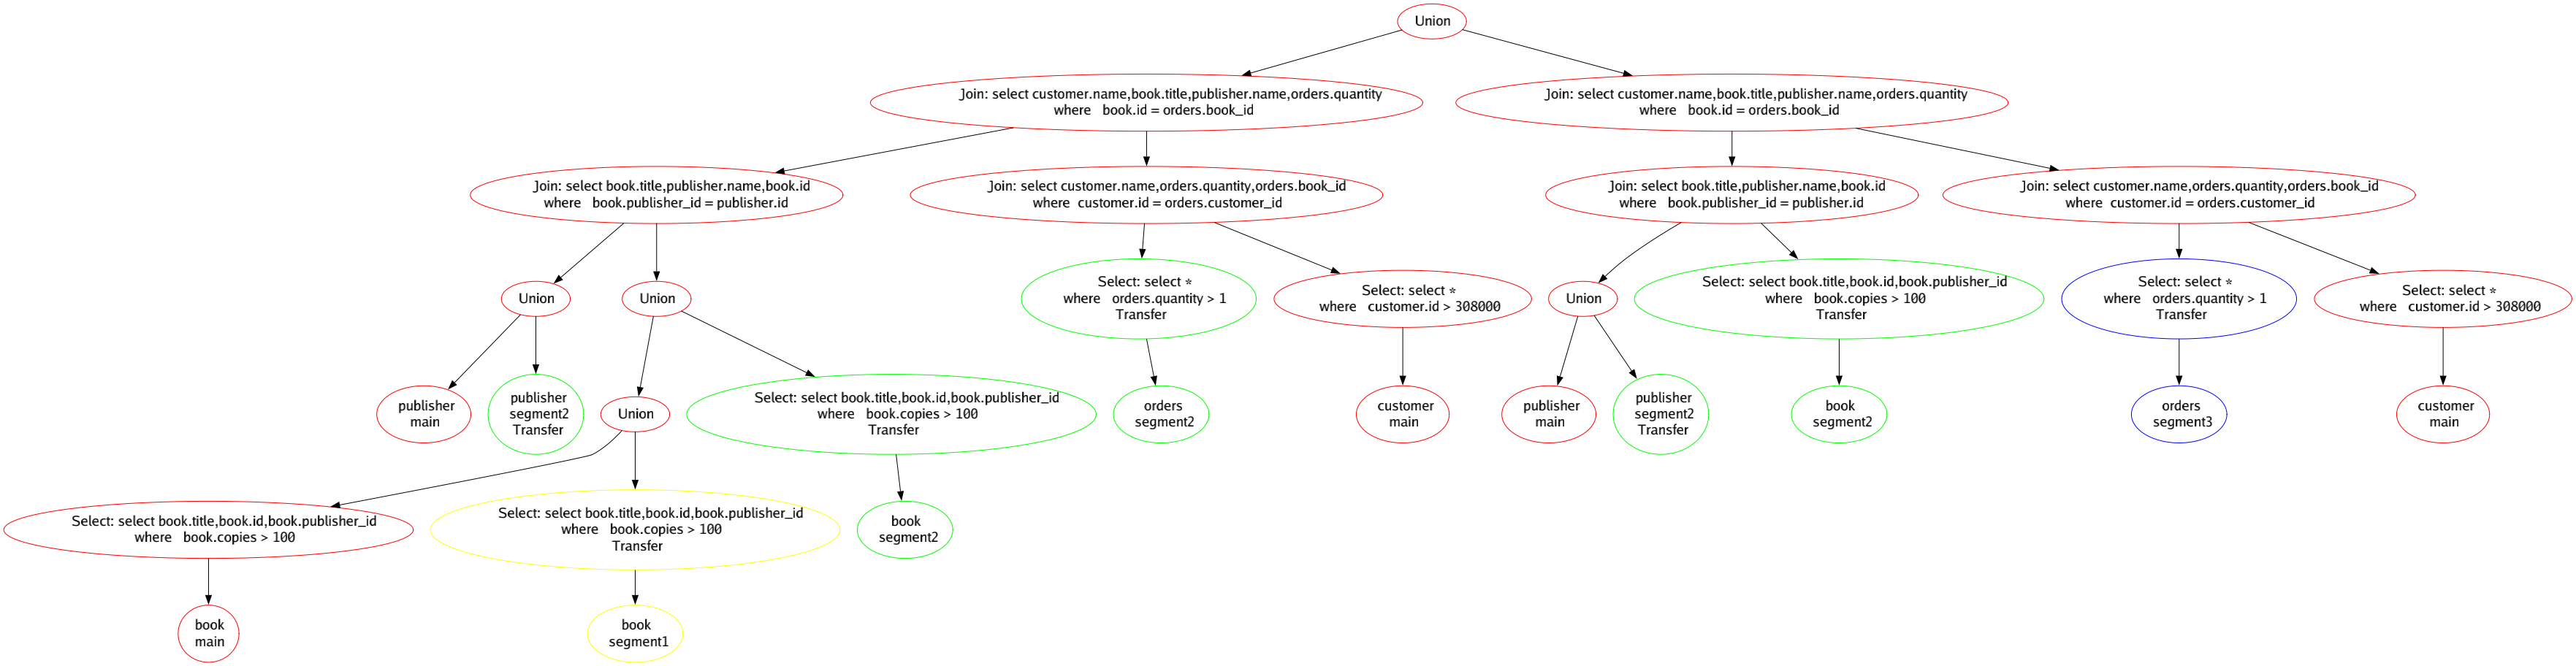 Union
Join: select customer.name,book.title,publisher.name,orders.quantity
where book.id = orders.book_id
Join: select customer.name,book.title,publisher.name,orders.quantity
where book.id = orders.book_id
Join: select book.title,publisher.name,book.id
where book.publisher_id = publisher.id
Join: select customer.name,orders.quantity,orders.book_id
where customer.id = orders.customer_id
Join: select book.title,publisher.name,book.id
where book.publisher_id = publisher.id
Join: select customer.name,orders.quantity,orders.book_id
where customer.id = orders.customer_id
Union
Union
Select: select *
where orders.quantity > 1
Transfer
Select: select *
where customer.id > 308000
Union
Select: select book.title,book.id,book.publisher_id
where book.copies > 100
Transfer
Select: select *
where orders.quantity > 1
Transfer
Select: select *
where customer.id > 308000
publisher
main
publisher
segment2
Transfer
Union
Select: select book.title,book.id,book.publisher_id
where book.copies > 100
Transfer
orders
segment2
customer
main
publisher
main
publisher
segment2
Transfer
book
segment2
orders
segment3
customer
main
Select: select book.title,book.id,book.publisher_id
where book.copies > 100
Select: select book.title,book.id,book.publisher_id
where book.copies > 100
Transfer
book
segment2
book
main
book
segment1